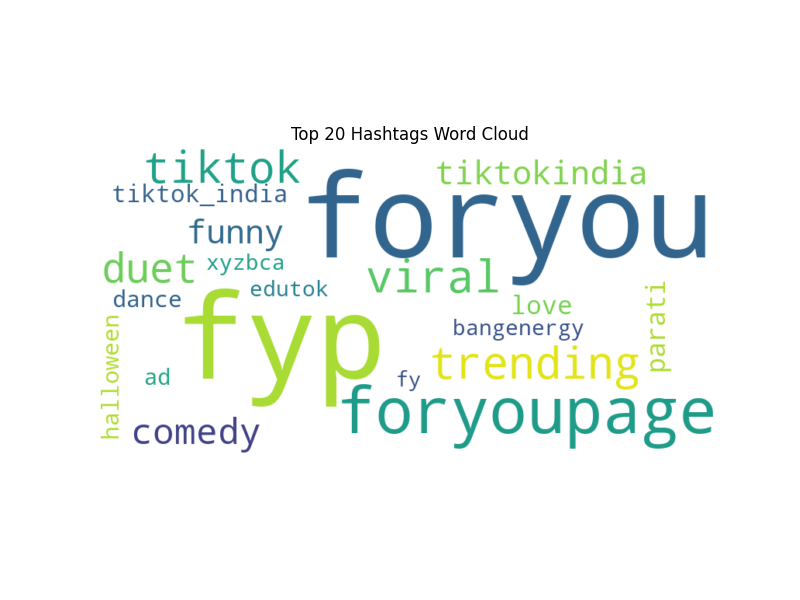 Top 20 Hashtags Word Cloud
tiktok
tiktokindia
foryou
tiktok_india
funny
duet
xyzbca
viral
edutok
dance
fyp
love
parati
bangenergy
halloween
trending
ad
fy
foryoupage
comedy